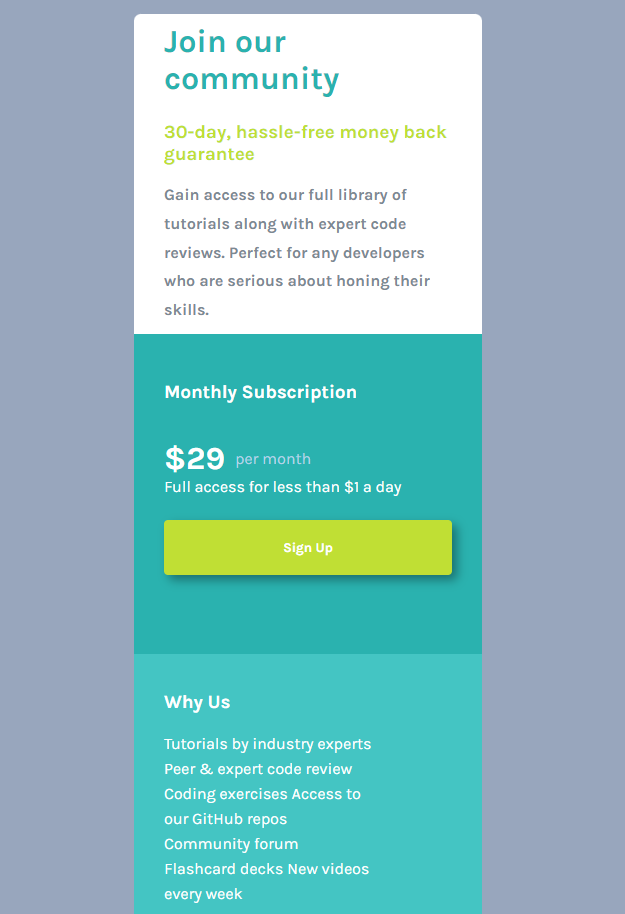 Join our
community
30-day, hassle-free money back
guarantee
Gain access to our full library of
tutorials along with expert code
reviews. Perfect for any developers
who are serious about honing their
skills.
Monthly Subscription
$29 per month
Full access for less than $1 a day
Sign Up
Why Us
Tutorials by industry experts
Peer & expert code review
Coding exercises Access to
our GitHub repos
Community forum
Flashcard decks New videos
every week